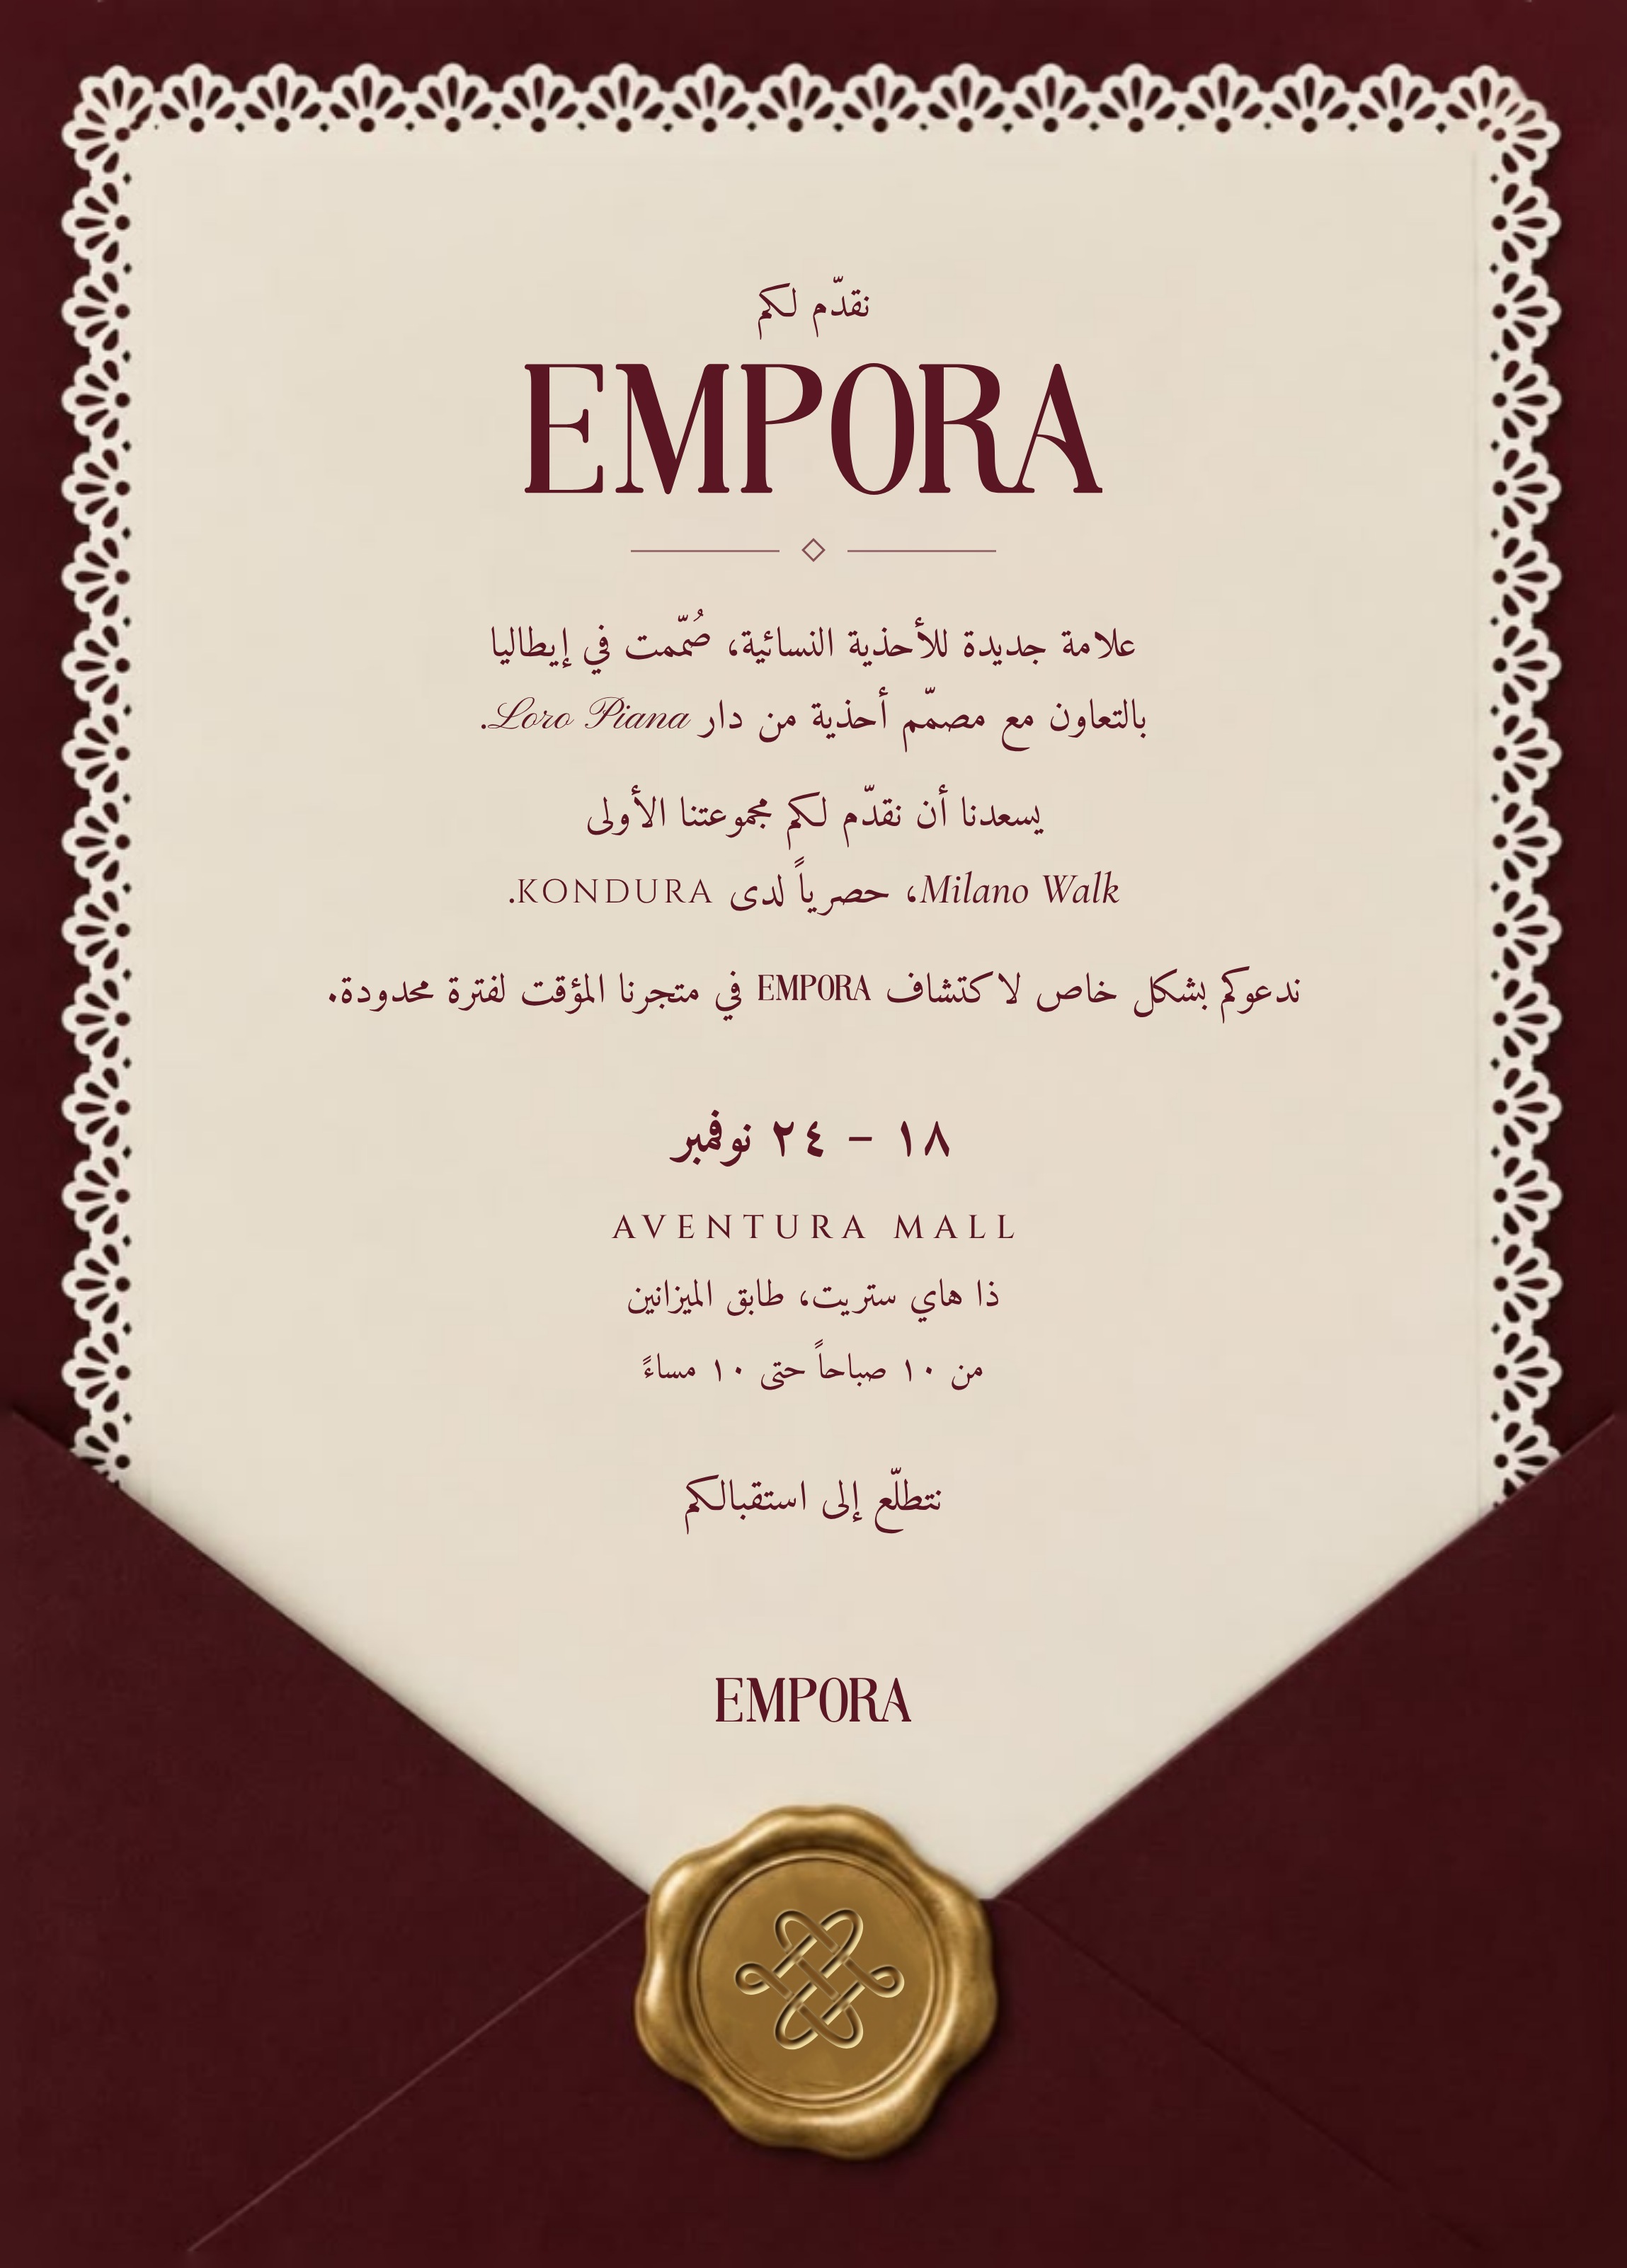 نقدّم لكم
EMPORA
علامة جديدة للأحذية النسائية، صُمّمت في إيطاليا
بالتعاون مع مصمّم أحذية من دار Loro Piana.
يسعدنا أن نقدّم لكم مجموعتنا الأولى
Milano Walk، حصرياً لدى KONDURA.
ندعوكم بشكل خاص لاكتشاف EMPORA في متجرنا المؤقت لفترة محدودة.
١٨ – ٢٤ نوفمبر
AVENTURA MALL
ذا هاي ستريت، طابق الميزانين
من ١٠ صباحاً حتى ١٠ مساءً
نتطلّع إلى استقبالكم
EMPORA